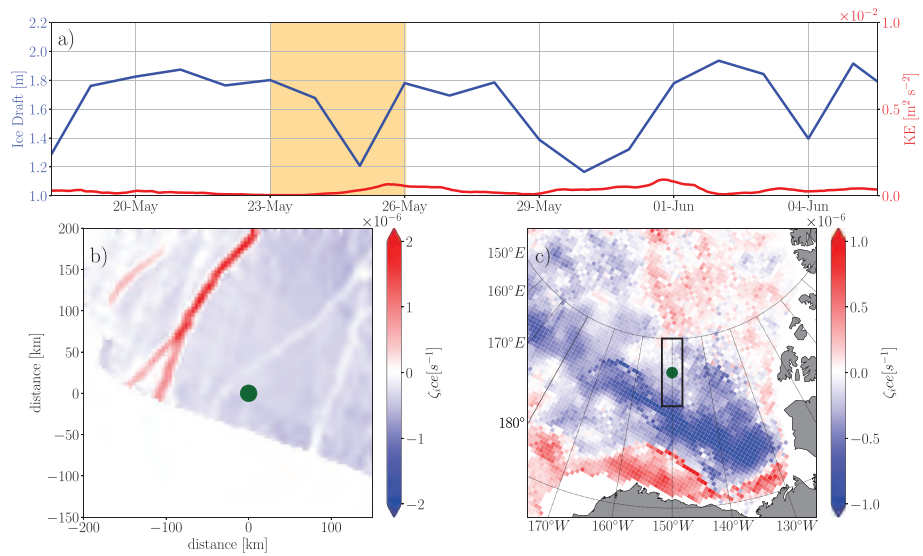 ×10⁻²
a)
2.2
2.0
1.8
1.6
1.4
1.2
1.0
Ice Draft [m]
1.0
0.5
0.0
KE [m² s⁻²]
20-May
23-May
26-May
29-May
01-Jun
04-Jun
×10⁻⁶
b)
200
150
100
50
0
−50
−100
−150
distance [km]
−200
−100
0
100
distance [km]
2
1
0
−1
−2
ζᵢce[s⁻¹]
×10⁻⁶
c)
150°E
160°E
170°E
180°
170°W
160°W
150°W
140°W
130°W
1.0
0.5
0.0
−0.5
−1.0
ζᵢce[s⁻¹]